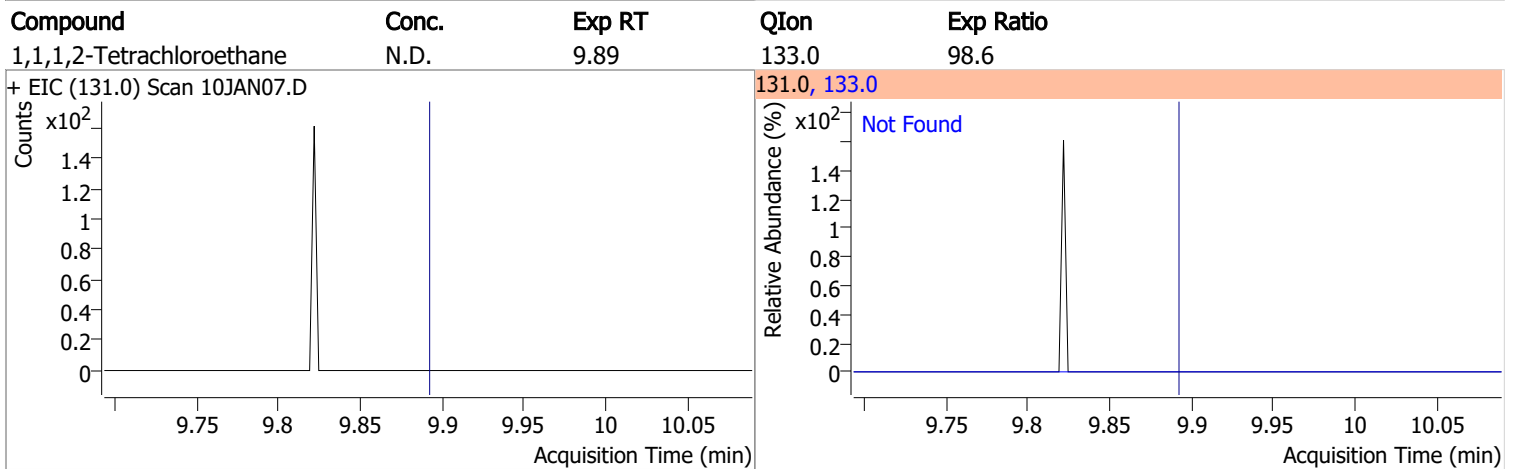 Compound Conc. Exp RT QIon Exp Ratio
1,1,1,2-Tetrachloroethane N.D. 9.89 133.0 98.6
+ EIC (131.0) Scan 10JAN07.D
Counts
x10²
1.4
1.2
1
0.8
0.6
0.4
0.2
0
9.75 9.8 9.85 9.9 9.95 10 10.05
Acquisition Time (min)
131.0, 133.0
Relative Abundance (%)
x10²
Not Found
1.4
1.2
1
0.8
0.6
0.4
0.2
0
9.75 9.8 9.85 9.9 9.95 10 10.05
Acquisition Time (min)